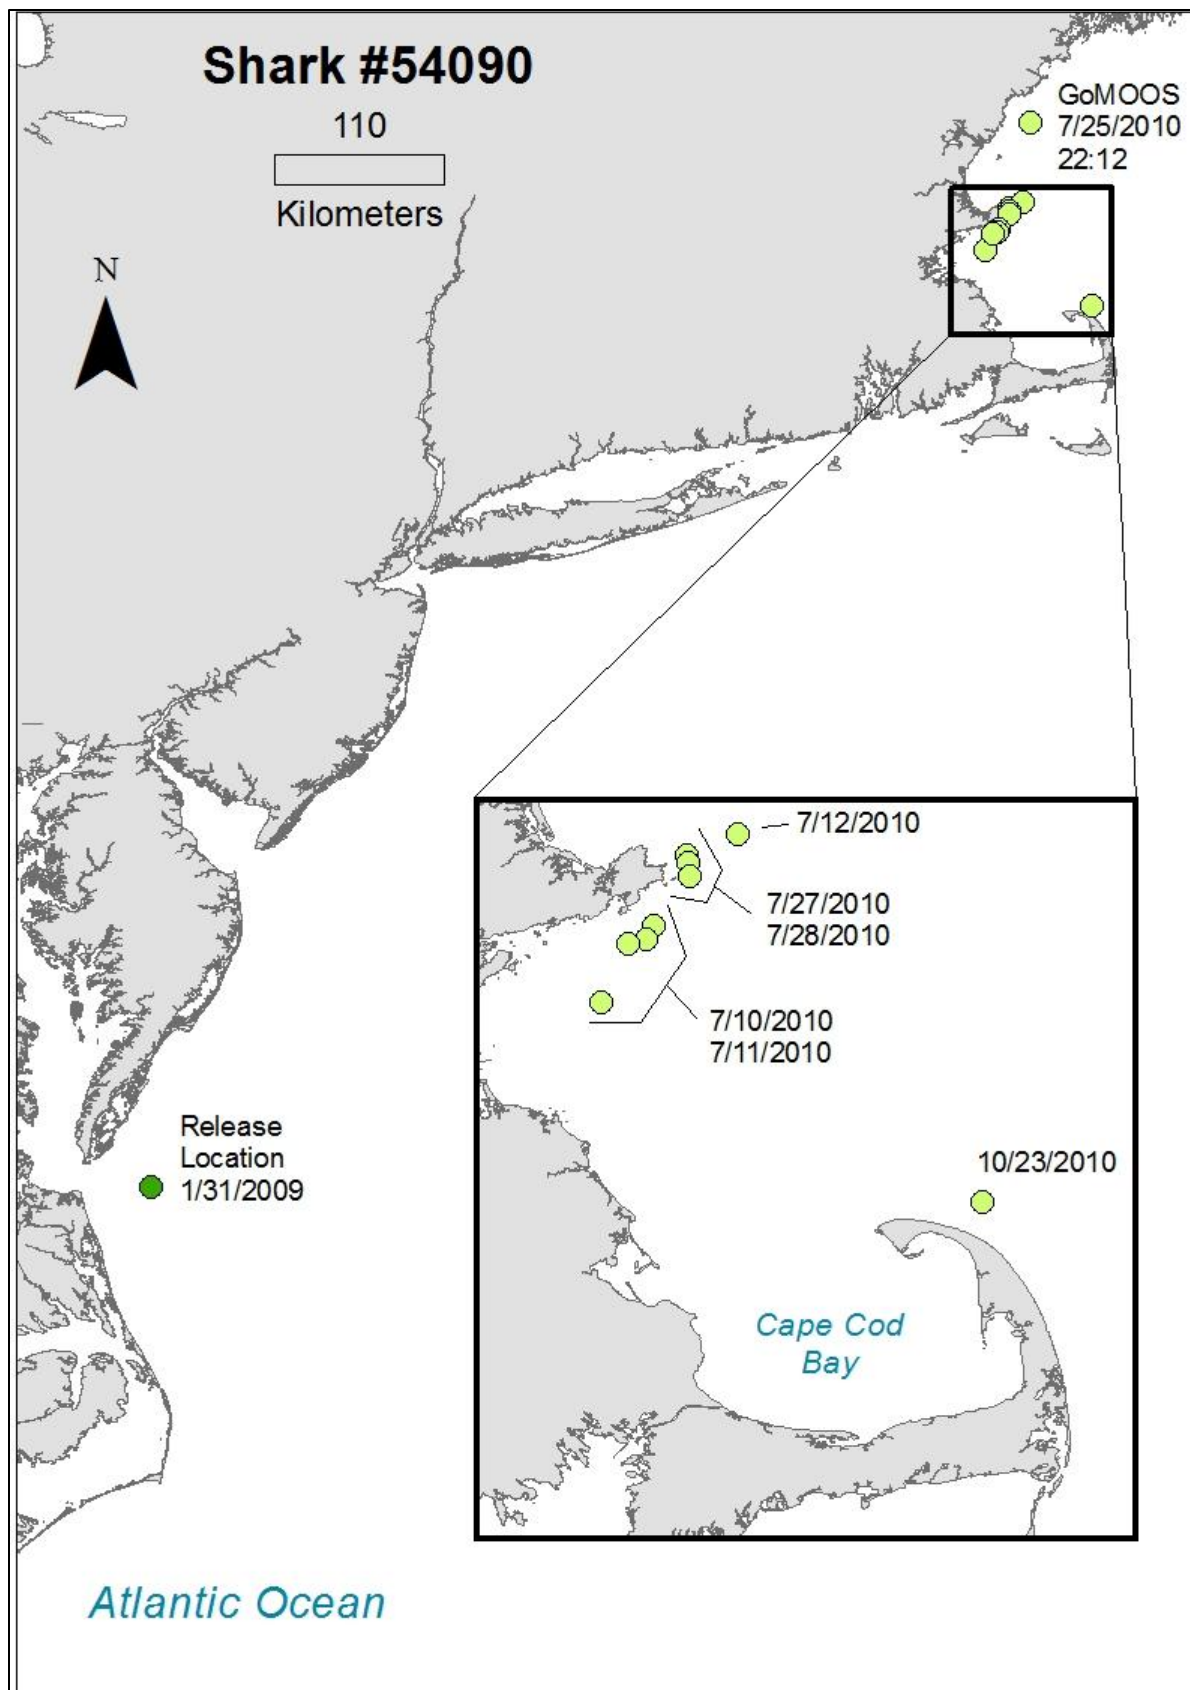 Shark #54090
110
Kilometers
N
GoMOOS
7/25/2010
22:12
7/12/2010
7/27/2010
7/28/2010
7/10/2010
7/11/2010
Release
Location
1/31/2009
10/23/2010
Cape Cod
Bay
Atlantic Ocean